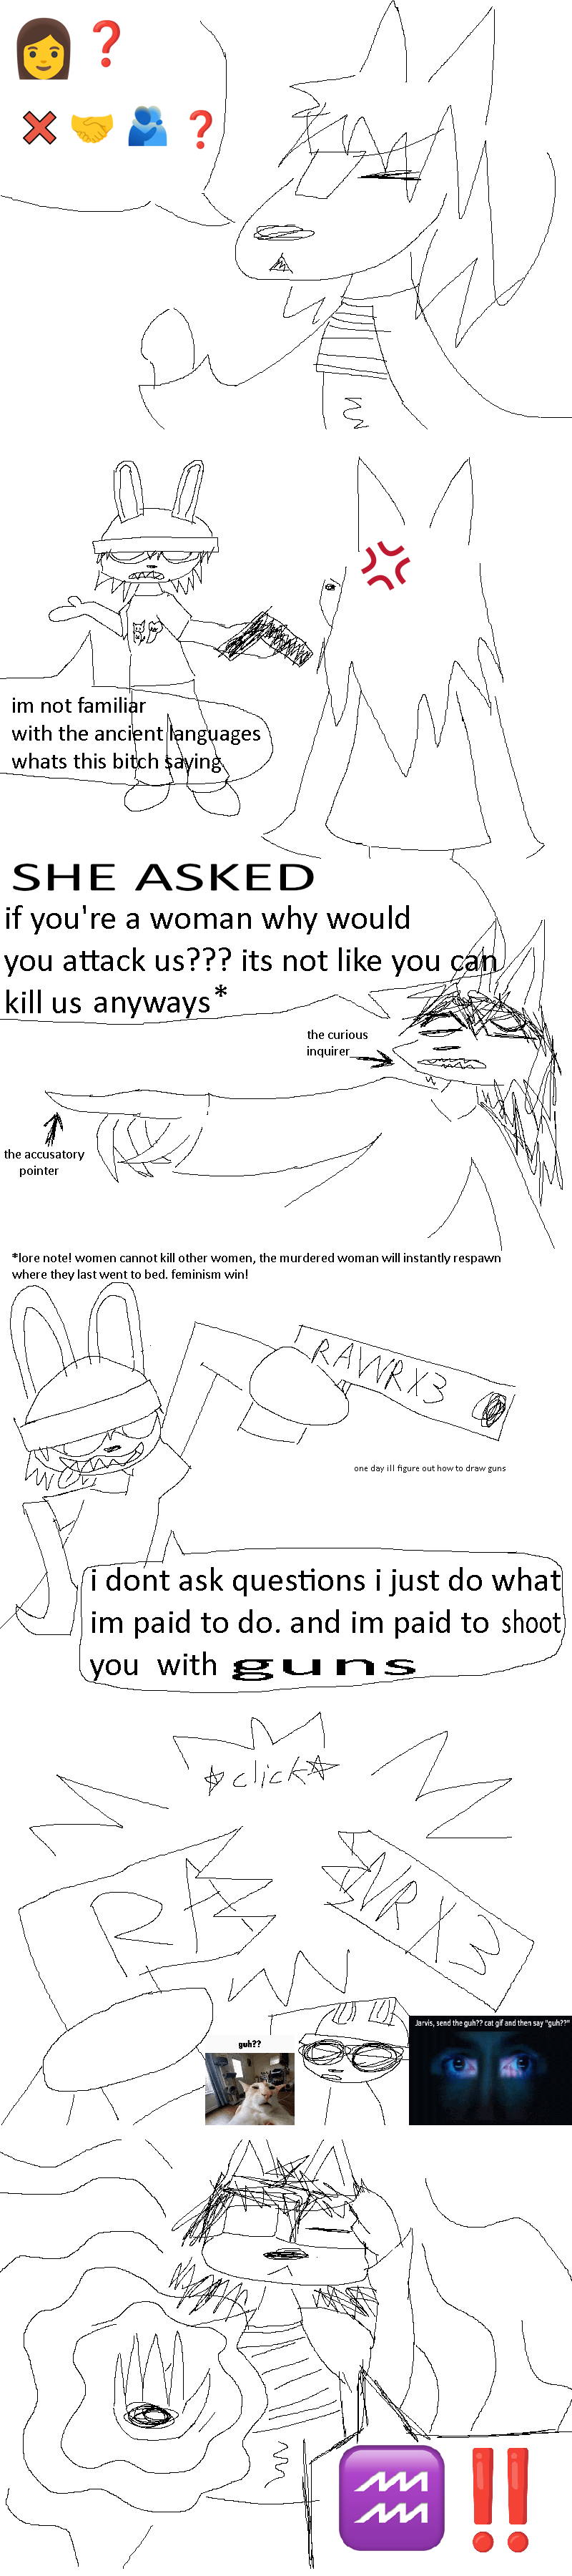 im not familiar
with the ancient languages
whats this bitch saying
SHE ASKED
if you're a woman why would
you attack us??? its not like you can
kill us anyways*
the curious
inquirer
the accusatory
pointer
*lore note! women cannot kill other women, the murdered woman will instantly respawn
where they last went to bed. feminism win!
RAWRX3
one day ill figure out how to draw guns
i dont ask questions i just do what
im paid to do. and im paid to shoot
you with guns
☆click☆
RAWRX3
Jarvis, send the guh?? cat gif and then say "guh??"
guh??